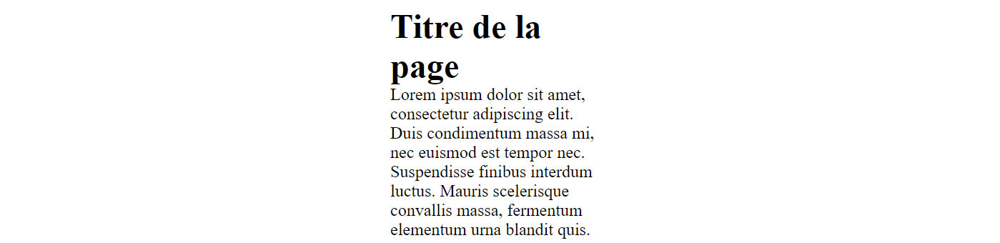 Titre de la
page
Lorem ipsum dolor sit amet,
consectetur adipiscing elit.
Duis condimentum massa mi,
nec euismod est tempor nec.
Suspendisse finibus interdum
luctus. Mauris scelerisque
convallis massa, fermentum
elementum urna blandit quis.